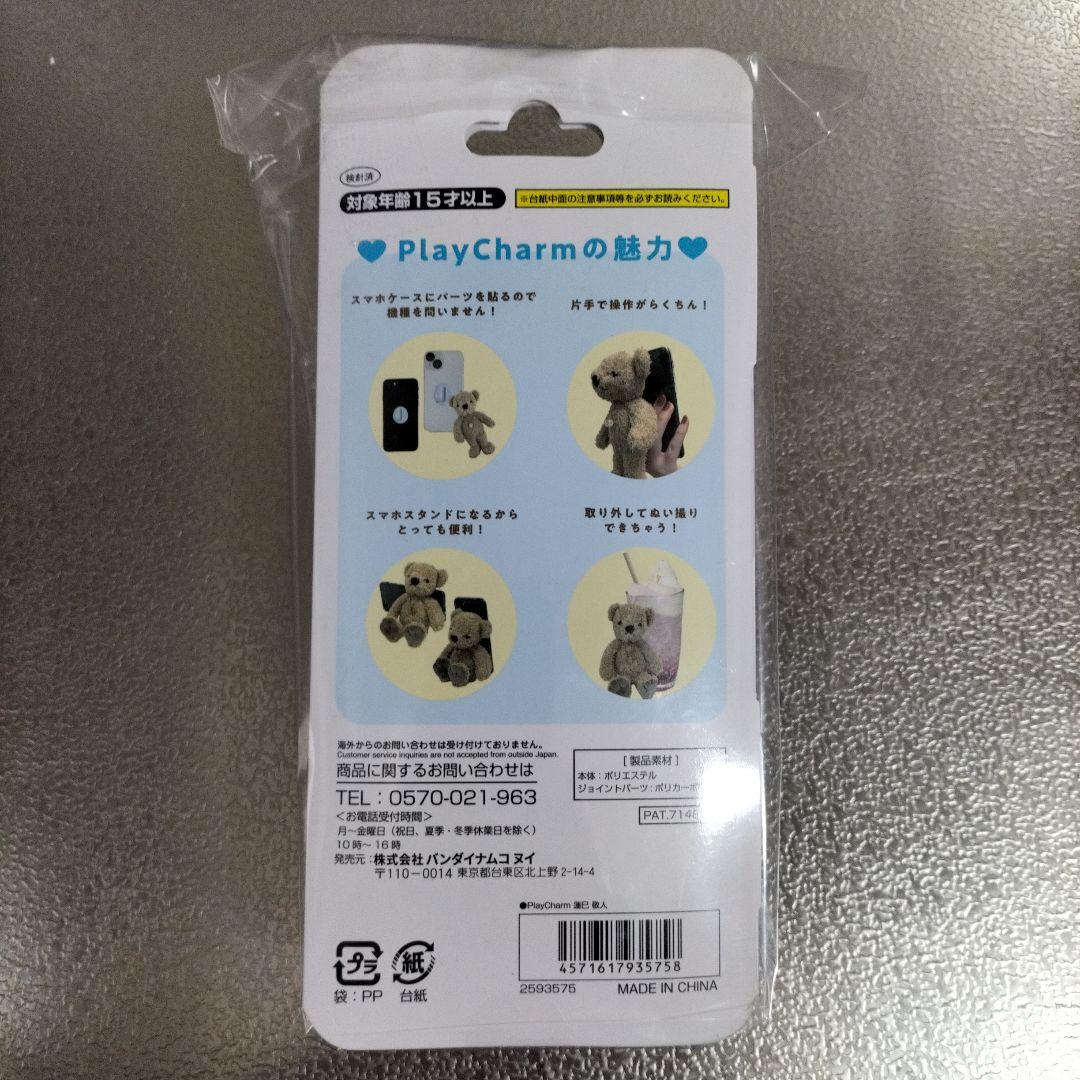 検針済
対象年齢15才以上
※台紙中面の注意事項等を必ずお読みください。
PlayCharmの魅力
スマホケースにパーツを貼るので
機種を問いません!
片手で操作がらくちん!
スマホスタンドになるから
とっても便利!
取り外してぬい撮り
できちゃう!
海外からのお問い合わせは受け付けておりません。
Customer service inquiries are not accepted from outside Japan.
商品に関するお問い合わせは
TEL:0570-021-963
<お電話受付時間>
月~金曜日(祝日、夏季・冬季休業日を除く)
10時~16時
発売元:株式会社 バンダイナムコ ヌイ
〒110-0014 東京都台東区北上野 2-14-4
[製品素材]
本体:ポリエステル
ジョイントパーツ:ポリカーボ
PAT.714
●PlayCharm 蓮巳 敬人
4571617935758
2593575 MADE IN CHINA
プラ
袋:PP
紙
台紙